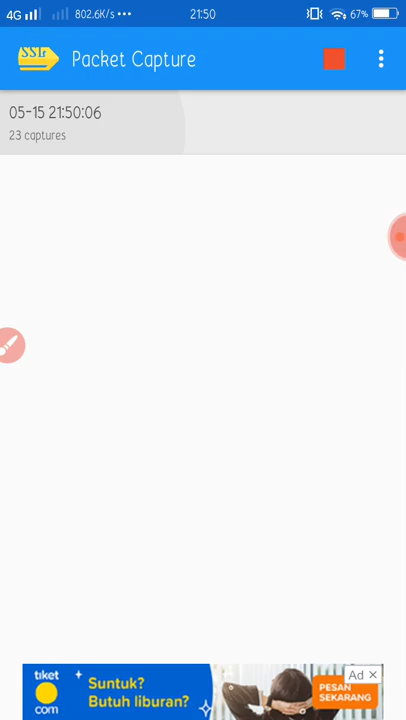 4G 802.6K/s ••• 21:50 67%
SSL Packet Capture
05-15 21:50:06
23 captures
tiket
com
Suntuk?
Butuh liburan?
Ad ×
PESAN
SEKARANG